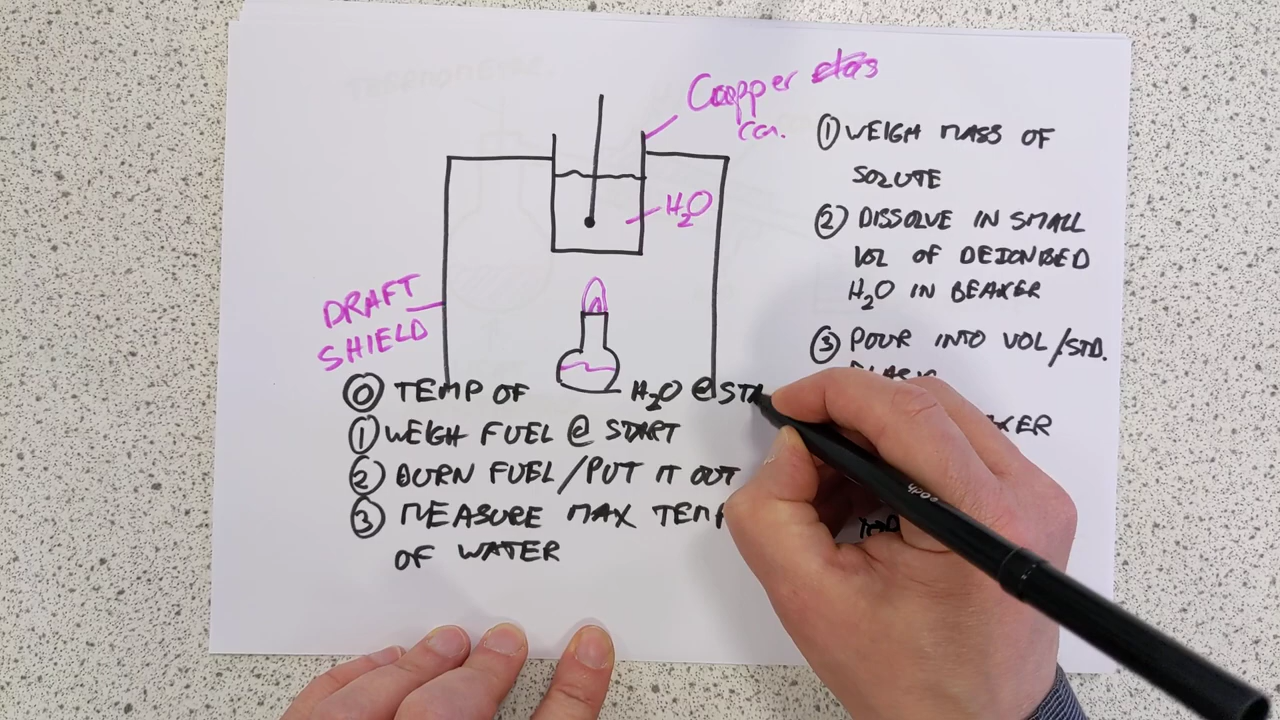 Copper
can.
H₂O
DRAFT
SHIELD
⓪ TEMP OF H₂O @ STA
① WEIGH FUEL @ START
② BURN FUEL/PUT IT OUT
③ MEASURE MAX TEMP
OF WATER
① WEIGH MASS OF
SOLUTE
② DISSOLVE IN SMALL
VOL OF DEIONISED
H₂O IN BEAKER
③ POUR INTO VOL/STD.
FLASK